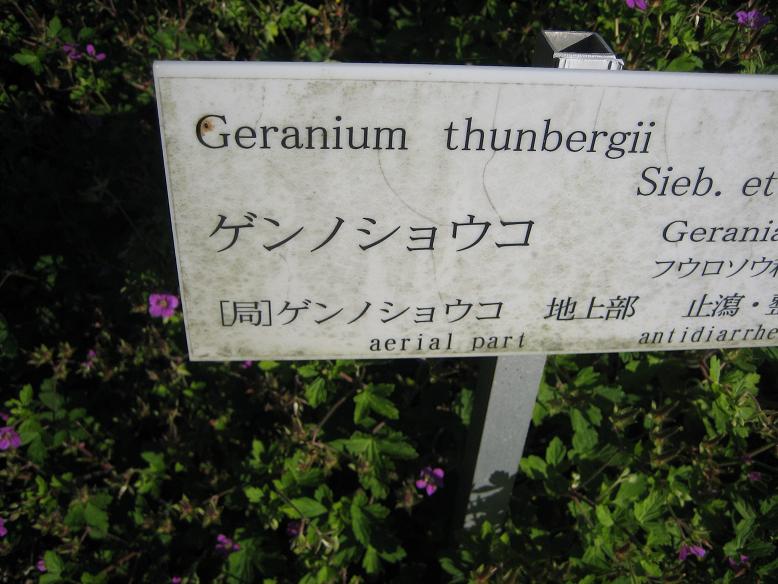 Geranium thunbergii
Sieb. et
ゲンノショウコ
Gerania
フウロソウ科
[局]ゲンノショウコ 地上部 止瀉・
aerial part antidiarrhe